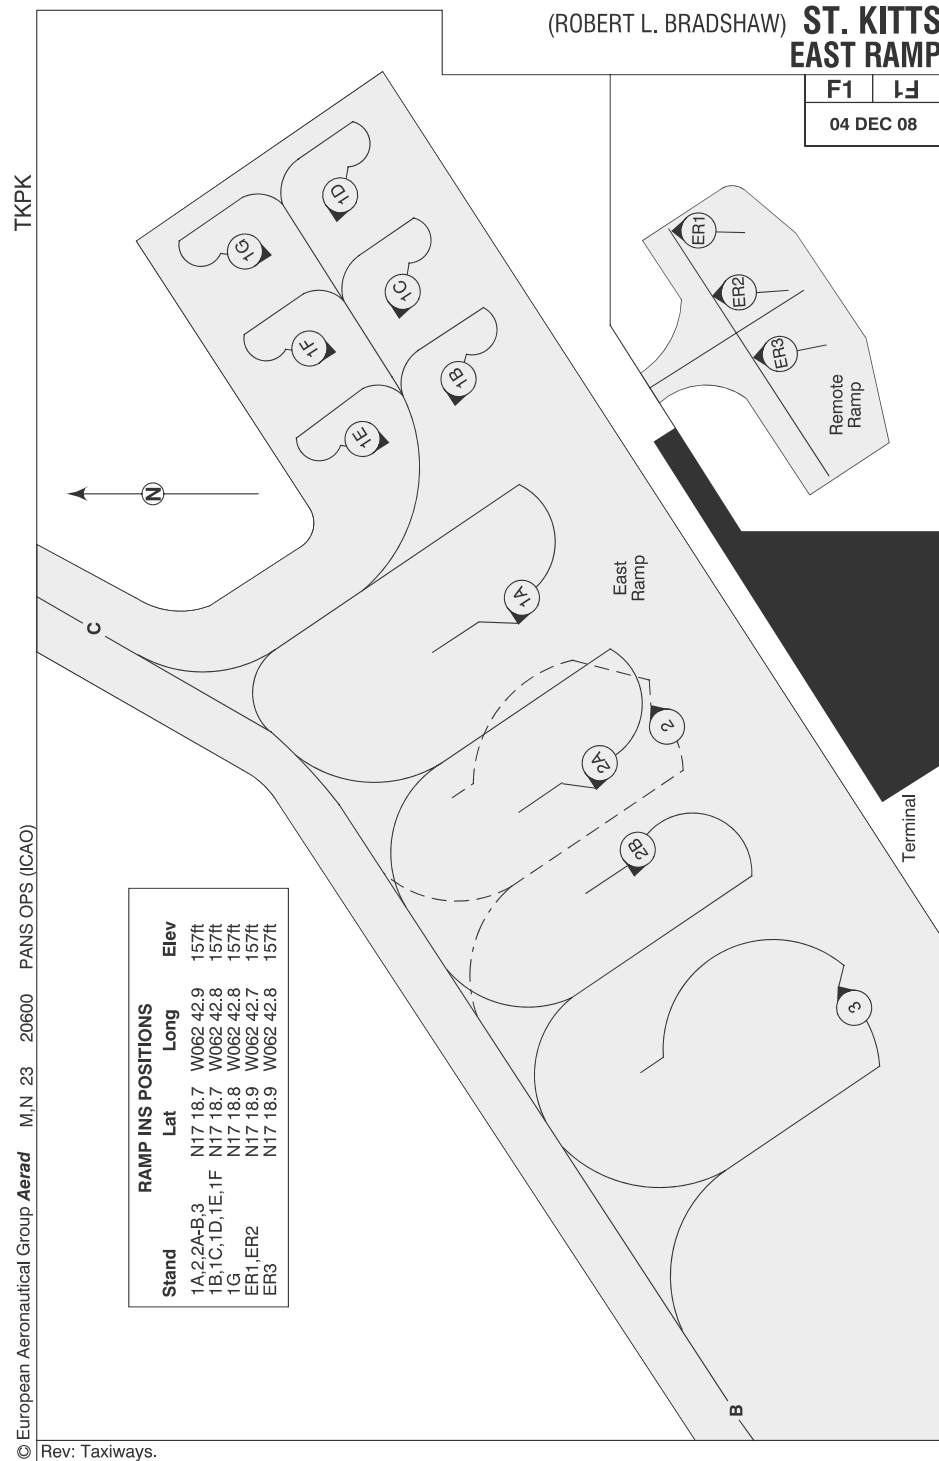 (ROBERT L. BRADSHAW) ST. KITTS
EAST RAMP
F1 F1
04 DEC 08
TKPK
© European Aeronautical Group Aerad M,N 23 20600 PANS OPS (ICAO)
N
C
1G
1D
1F
1C
1E
1B
1A
2A
2
2B
3
B
East
Ramp
ER1
ER2
ER3
Remote
Ramp
Terminal
RAMP INS POSITIONS
Stand Lat Long Elev
1A,2,2A-B,3 N17 18.7 W062 42.9 157ft
1B,1C,1D,1E,1F N17 18.7 W062 42.8 157ft
1G N17 18.8 W062 42.8 157ft
ER1,ER2 N17 18.9 W062 42.7 157ft
ER3 N17 18.9 W062 42.8 157ft
Rev: Taxiways.